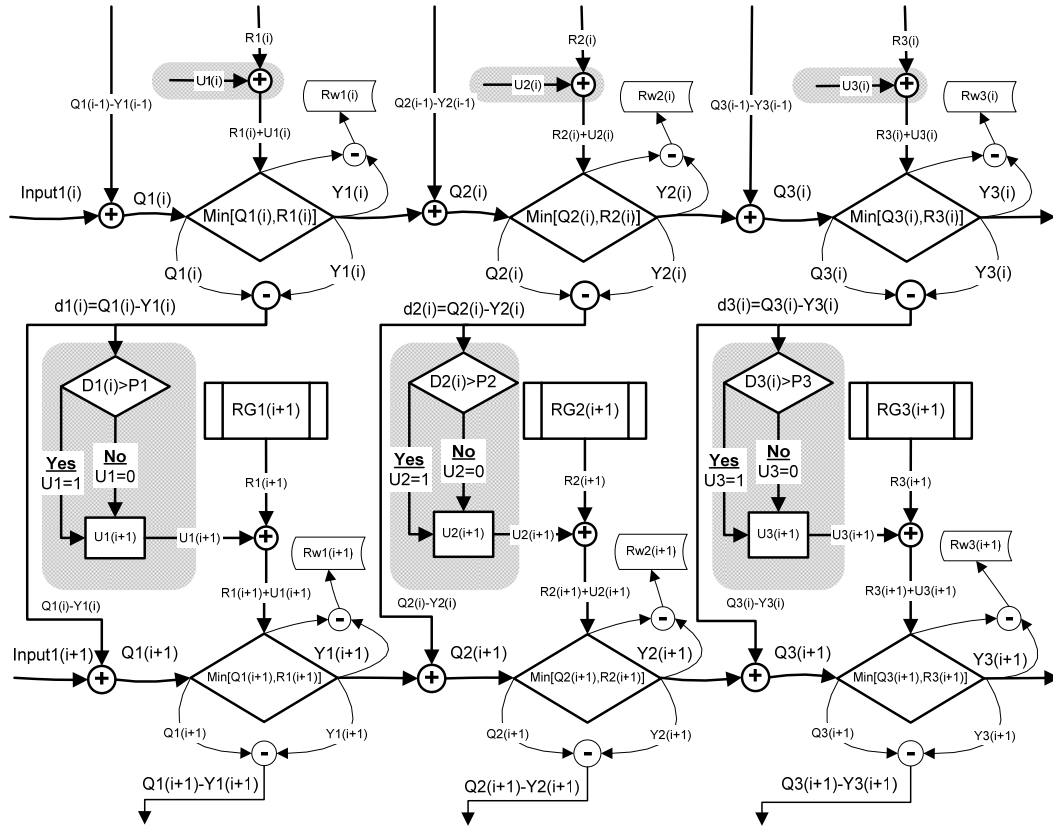 R1(i)
R2(i)
R3(i)
U1(i)
U2(i)
U3(i)
Rw1(i)
Rw2(i)
Rw3(i)
Q1(i-1)-Y1(i-1)
Q2(i-1)-Y2(i-1)
Q3(i-1)-Y3(i-1)
R1(i)+U1(i)
R2(i)+U2(i)
R3(i)+U3(i)
Input1(i)
Q1(i)
Y1(i)
Q2(i)
Y2(i)
Q3(i)
Y3(i)
Min[Q1(i),R1(i)]
Min[Q2(i),R2(i)]
Min[Q3(i),R3(i)]
Q1(i)
Y1(i)
Q2(i)
Y2(i)
Q3(i)
Y3(i)
d1(i)=Q1(i)-Y1(i)
d2(i)=Q2(i)-Y2(i)
d3(i)=Q3(i)-Y3(i)
D1(i)>P1
D2(i)>P2
D3(i)>P3
RG1(i+1)
RG2(i+1)
RG3(i+1)
Yes
U1=1
No
U1=0
Yes
U2=1
No
U2=0
Yes
U3=1
No
U3=0
R1(i+1)
R2(i+1)
R3(i+1)
U1(i+1)
U1(i+1)
U2(i+1)
U2(i+1)
U3(i+1)
U3(i+1)
Rw1(i+1)
Rw2(i+1)
Rw3(i+1)
Q1(i)-Y1(i)
R1(i+1)+U1(i+1)
Q2(i)-Y2(i)
R2(i+1)+U2(i+1)
Q3(i)-Y3(i)
R3(i+1)+U3(i+1)
Input1(i+1)
Q1(i+1)
Y1(i+1)
Q2(i+1)
Y2(i+1)
Q3(i+1)
Y3(i+1)
Min[Q1(i+1),R1(i+1)]
Min[Q2(i+1),R2(i+1)]
Min[Q3(i+1),R3(i+1)]
Q1(i+1)
Y1(i+1)
Q2(i+1)
Y2(i+1)
Q3(i+1)
Y3(i+1)
Q1(i+1)-Y1(i+1)
Q2(i+1)-Y2(i+1)
Q3(i+1)-Y3(i+1)